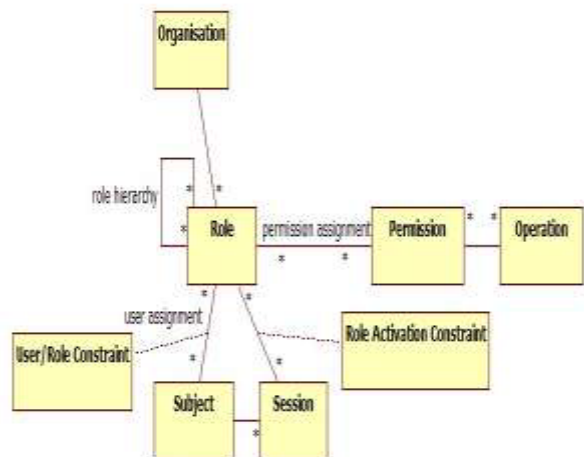 Organisation
*
role hierarchy
*
*
Role
permission assignment
*
*
Permission
*
*
Operation
*
user assignment
*
*
*
User/Role Constraint
Role Activation Constraint
Subject
*
Session